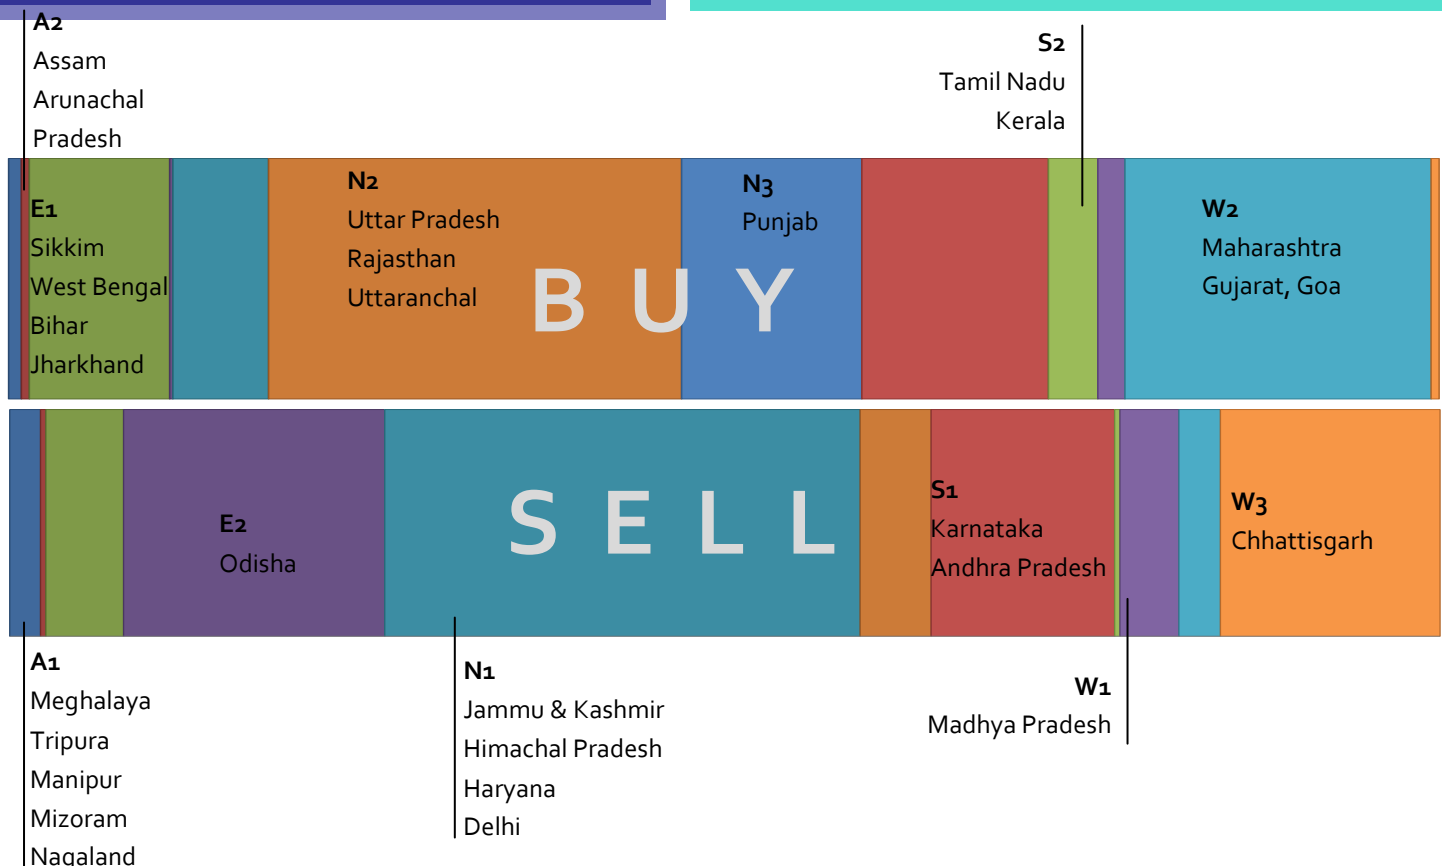 A2
Assam
Arunachal
Pradesh
S2
Tamil Nadu
Kerala
E1
Sikkim
West Bengal
Bihar
Jharkhand
N2
Uttar Pradesh
Rajasthan
Uttaranchal
N3
Punjab
W2
Maharashtra
Gujarat, Goa
B U Y
E2
Odisha
S E L L
S1
Karnataka
Andhra Pradesh
W3
Chhattisgarh
A1
Meghalaya
Tripura
Manipur
Mizoram
Nagaland
N1
Jammu & Kashmir
Himachal Pradesh
Haryana
Delhi
W1
Madhya Pradesh